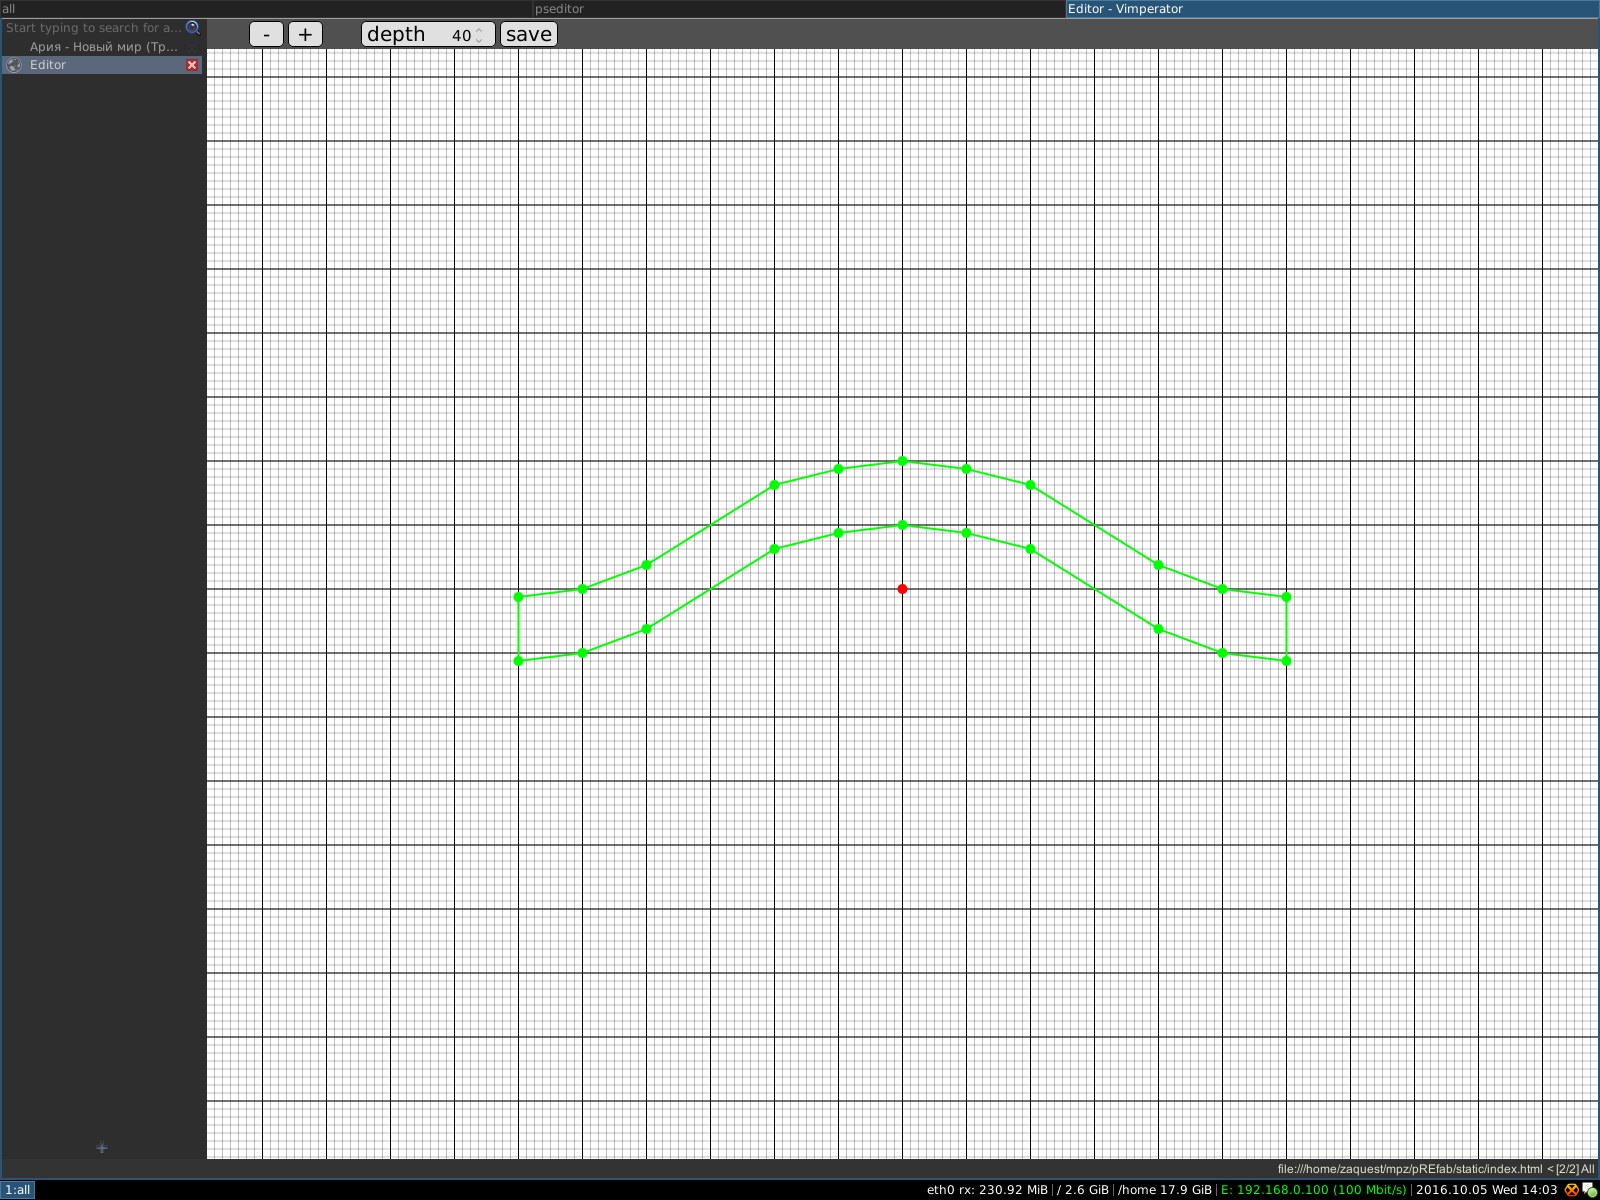 all
pseditor
Editor - Vimperator
Start typing to search for a...
- + depth 40 save
Ария - Новый мир (Тр...
Editor
file:///home/zaquest/mpz/pREfab/static/index.html <[2/2] All
1:all
eth0 rx: 230.92 MiB | / 2.6 GiB | /home 17.9 GiB | E: 192.168.0.100 (100 Mbit/s) | 2016.10.05 Wed 14:03